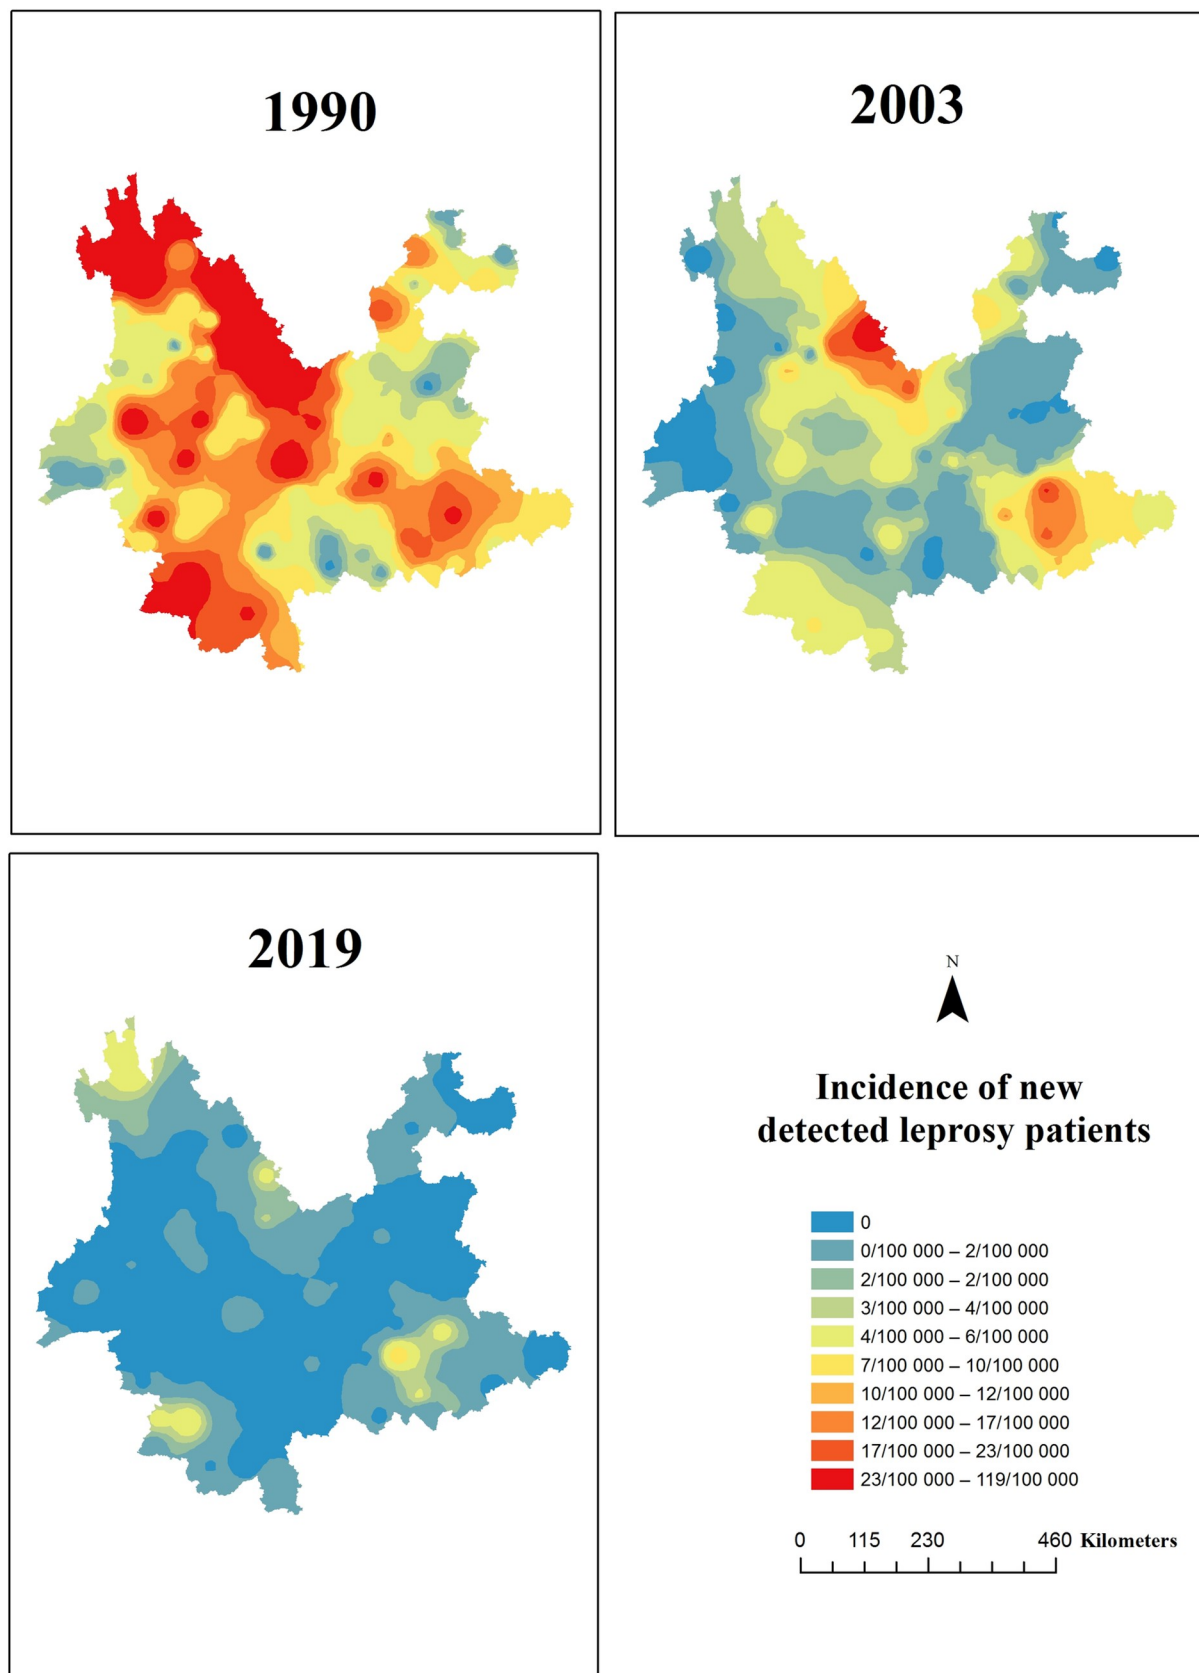 1990
2003
2019
N
Incidence of new
detected leprosy patients
0
0/100 000 – 2/100 000
2/100 000 – 2/100 000
3/100 000 – 4/100 000
4/100 000 – 6/100 000
7/100 000 – 10/100 000
10/100 000 – 12/100 000
12/100 000 – 17/100 000
17/100 000 – 23/100 000
23/100 000 – 119/100 000
0 115 230 460 Kilometers